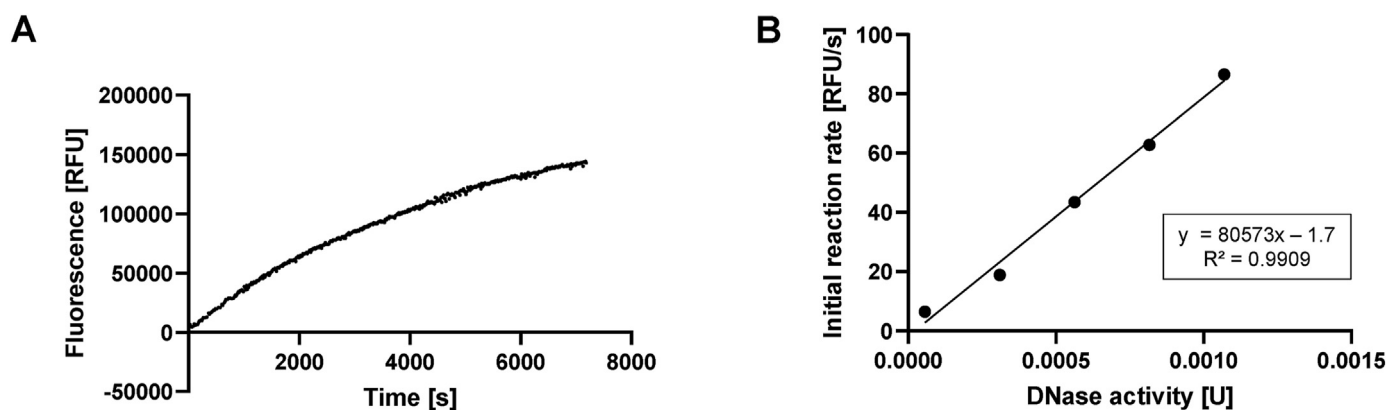 A
Fluorescence [RFU]
200000
150000
100000
50000
0
-50000
2000
4000
6000
8000
Time [s]
B
Initial reaction rate [RFU/s]
100
80
60
40
20
0
0.0000
0.0005
0.0010
0.0015
DNase activity [U]
y = 80573x – 1.7
R² = 0.9909